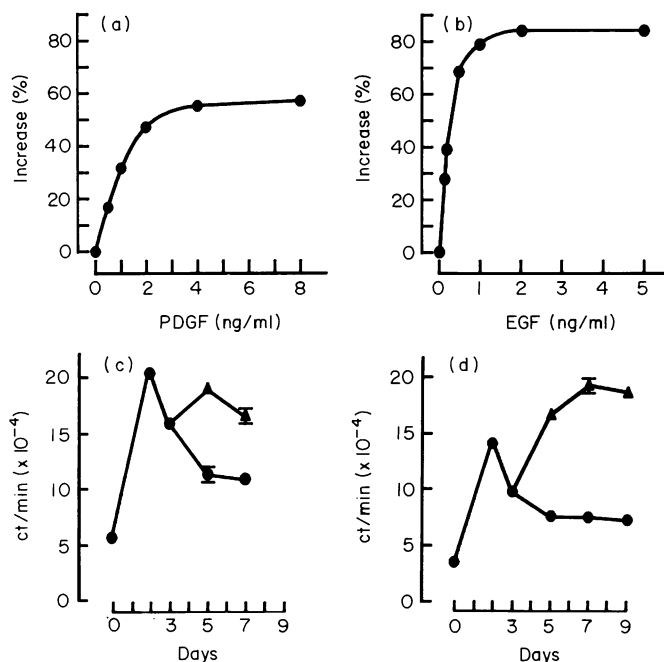 (a)
Increase (%)
80
60
40
20
0
0 2 4 6 8
PDGF (ng/ml)
(b)
Increase (%)
80
60
40
20
0
0 1 2 3 4 5
EGF (ng/ml)
(c)
ct/min (x 10⁻⁴)
20
15
10
5
0
0 2 3 5 7 9
Days
(d)
ct/min (x 10⁻⁴)
20
15
10
5
0
0 2 3 5 7 9
Days